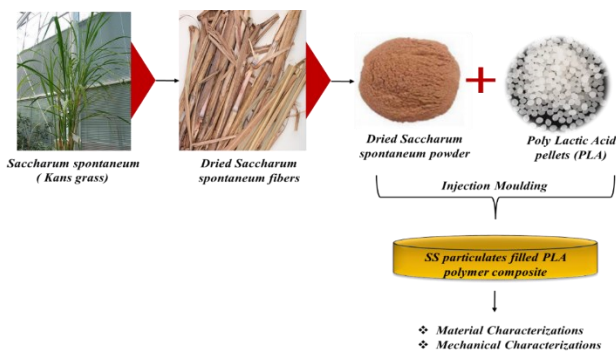 Saccharum spontaneum
( Kans grass)
Dried Saccharum
spontaneum fibers
Dried Saccharum
spontaneum powder
+
Poly Lactic Acid
pellets (PLA)
Injection Moulding
SS particulates filled PLA
polymer composite
❖ Material Characterizations
❖ Mechanical Characterizations